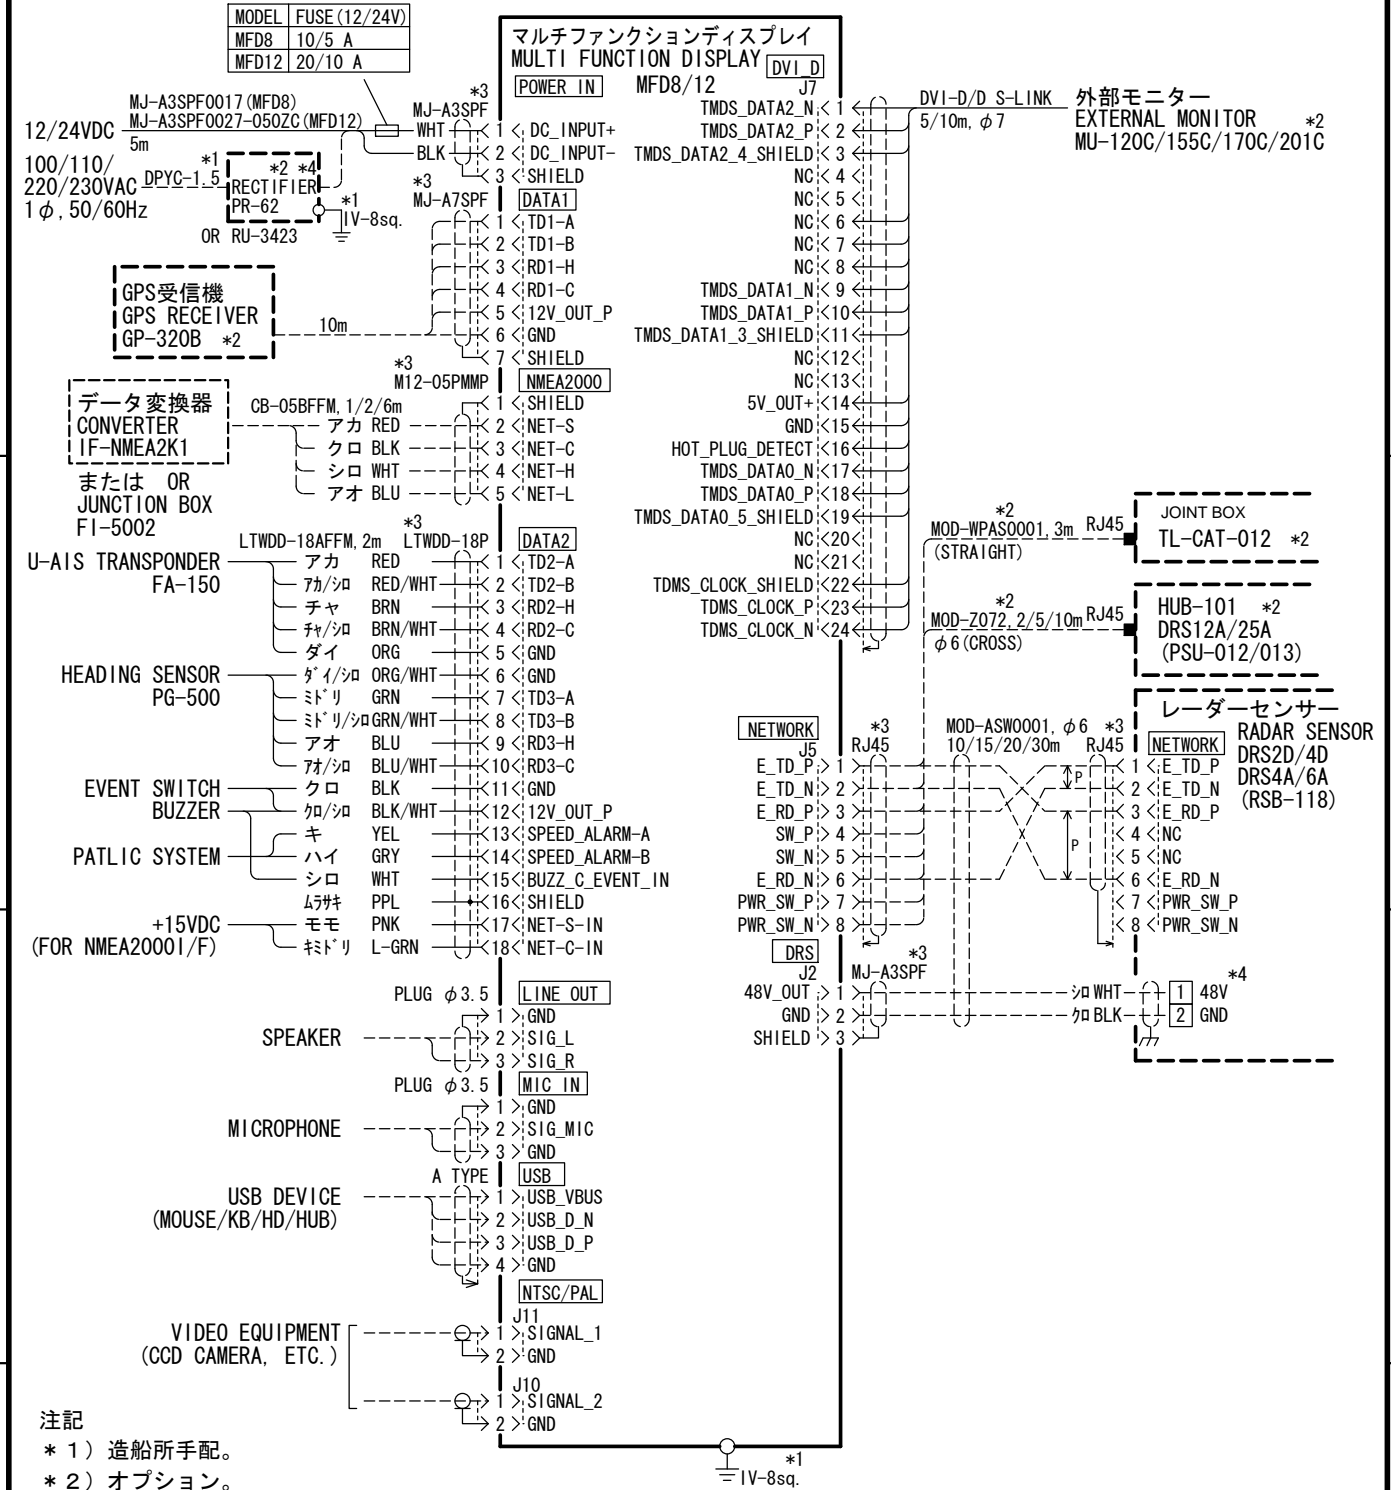 MODEL FUSE(12/24V)
MFD8 10/5 A
MFD12 20/10 A
マルチファンクションディスプレイ
MULTI FUNCTION DISPLAY
MFD8/12
POWER IN
*3
MJ-A3SPF
MJ-A3SPF0017(MFD8)
MJ-A3SPF0027-050ZC(MFD12)
5m
12/24VDC
WHT 1 DC_INPUT+
BLK 2 DC_INPUT-
3 SHIELD
100/110/
220/230VAC
1φ,50/60Hz
*1
DPYC-1.5
*2 *4
RECTIFIER
PR-62
OR RU-3423
*1
IV-8sq.
*3
MJ-A7SPF
DATA1
1 TD1-A
2 TD1-B
3 RD1-H
4 RD1-C
5 12V_OUT_P
6 GND
7 SHIELD
GPS受信機
GPS RECEIVER
GP-320B *2
10m
*3
M12-05PMMP
NMEA2000
データ変換器
CONVERTER
IF-NMEA2K1
または OR
JUNCTION BOX
FI-5002
CB-05BFFM,1/2/6m
1 SHIELD
アカ RED 2 NET-S
クロ BLK 3 NET-C
シロ WHT 4 NET-H
アオ BLU 5 NET-L
*3
LTWDD-18AFFM,2m LTWDD-18P
DATA2
U-AIS TRANSPONDER
FA-150
アカ RED 1 TD2-A
アカ/シロ RED/WHT 2 TD2-B
チャ BRN 3 RD2-H
チャ/シロ BRN/WHT 4 RD2-C
ダイ ORG 5 GND
HEADING SENSOR
PG-500
ダイ/シロ ORG/WHT 6 GND
ミドリ GRN 7 TD3-A
ミドリ/シロ GRN/WHT 8 TD3-B
アオ BLU 9 RD3-H
アオ/シロ BLU/WHT 10 RD3-C
EVENT SWITCH
BUZZER
クロ BLK 11 GND
クロ/シロ BLK/WHT 12 12V_OUT_P
キ YEL 13 SPEED_ALARM-A
PATLIC SYSTEM
ハイ GRY 14 SPEED_ALARM-B
シロ WHT 15 BUZZ_C_EVENT_IN
ムラサキ PPL 16 SHIELD
+15VDC
(FOR NMEA2000I/F)
モモ PNK 17 NET-S-IN
キミドリ L-GRN 18 NET-C-IN
PLUG φ3.5
LINE OUT
SPEAKER
1 GND
2 SIG_L
3 SIG_R
PLUG φ3.5
MIC IN
MICROPHONE
1 GND
2 SIG_MIC
3 GND
A TYPE
USB
USB DEVICE
(MOUSE/KB/HD/HUB)
1 USB_VBUS
2 USB_D_N
3 USB_D_P
4 GND
NTSC/PAL
VIDEO EQUIPMENT
(CCD CAMERA, ETC.)
J11
1 SIGNAL_1
2 GND
J10
1 SIGNAL_2
2 GND
DVI_D
J7
TMDS_DATA2_N 1
TMDS_DATA2_P 2
TMDS_DATA2_4_SHIELD 3
NC 4
NC 5
NC 6
NC 7
NC 8
TMDS_DATA1_N 9
TMDS_DATA1_P 10
TMDS_DATA1_3_SHIELD 11
NC 12
NC 13
5V_OUT+ 14
GND 15
HOT_PLUG_DETECT 16
TMDS_DATA0_N 17
TMDS_DATA0_P 18
TMDS_DATA0_5_SHIELD 19
NC 20
NC 21
TDMS_CLOCK_SHIELD 22
TDMS_CLOCK_P 23
TDMS_CLOCK_N 24
DVI-D/D S-LINK
5/10m,φ7
外部モニター
EXTERNAL MONITOR *2
MU-120C/155C/170C/201C
*2
MOD-WPAS0001,3m RJ45
(STRAIGHT)
JOINT BOX
TL-CAT-012 *2
*2
MOD-Z072,2/5/10m RJ45
φ6(CROSS)
HUB-101 *2
DRS12A/25A
(PSU-012/013)
NETWORK
J5
*3
RJ45
E_TD_P 1
E_TD_N 2
E_RD_P 3
SW_P 4
SW_N 5
E_RD_N 6
PWR_SW_P 7
PWR_SW_N 8
MOD-ASW0001,φ6
10/15/20/30m
*3
RJ45
P
P
レーダーセンサー
RADAR SENSOR
DRS2D/4D
DRS4A/6A
(RSB-118)
NETWORK
1 E_TD_P
2 E_TD_N
3 E_RD_P
4 NC
5 NC
6 E_RD_N
7 PWR_SW_P
8 PWR_SW_N
DRS
J2
*3
MJ-A3SPF
48V_OUT 1
GND 2
SHIELD 3
*4
シロ WHT 1 48V
クロ BLK 2 GND
*1
IV-8sq.
注記
*1）造船所手配。
*2）オプション。